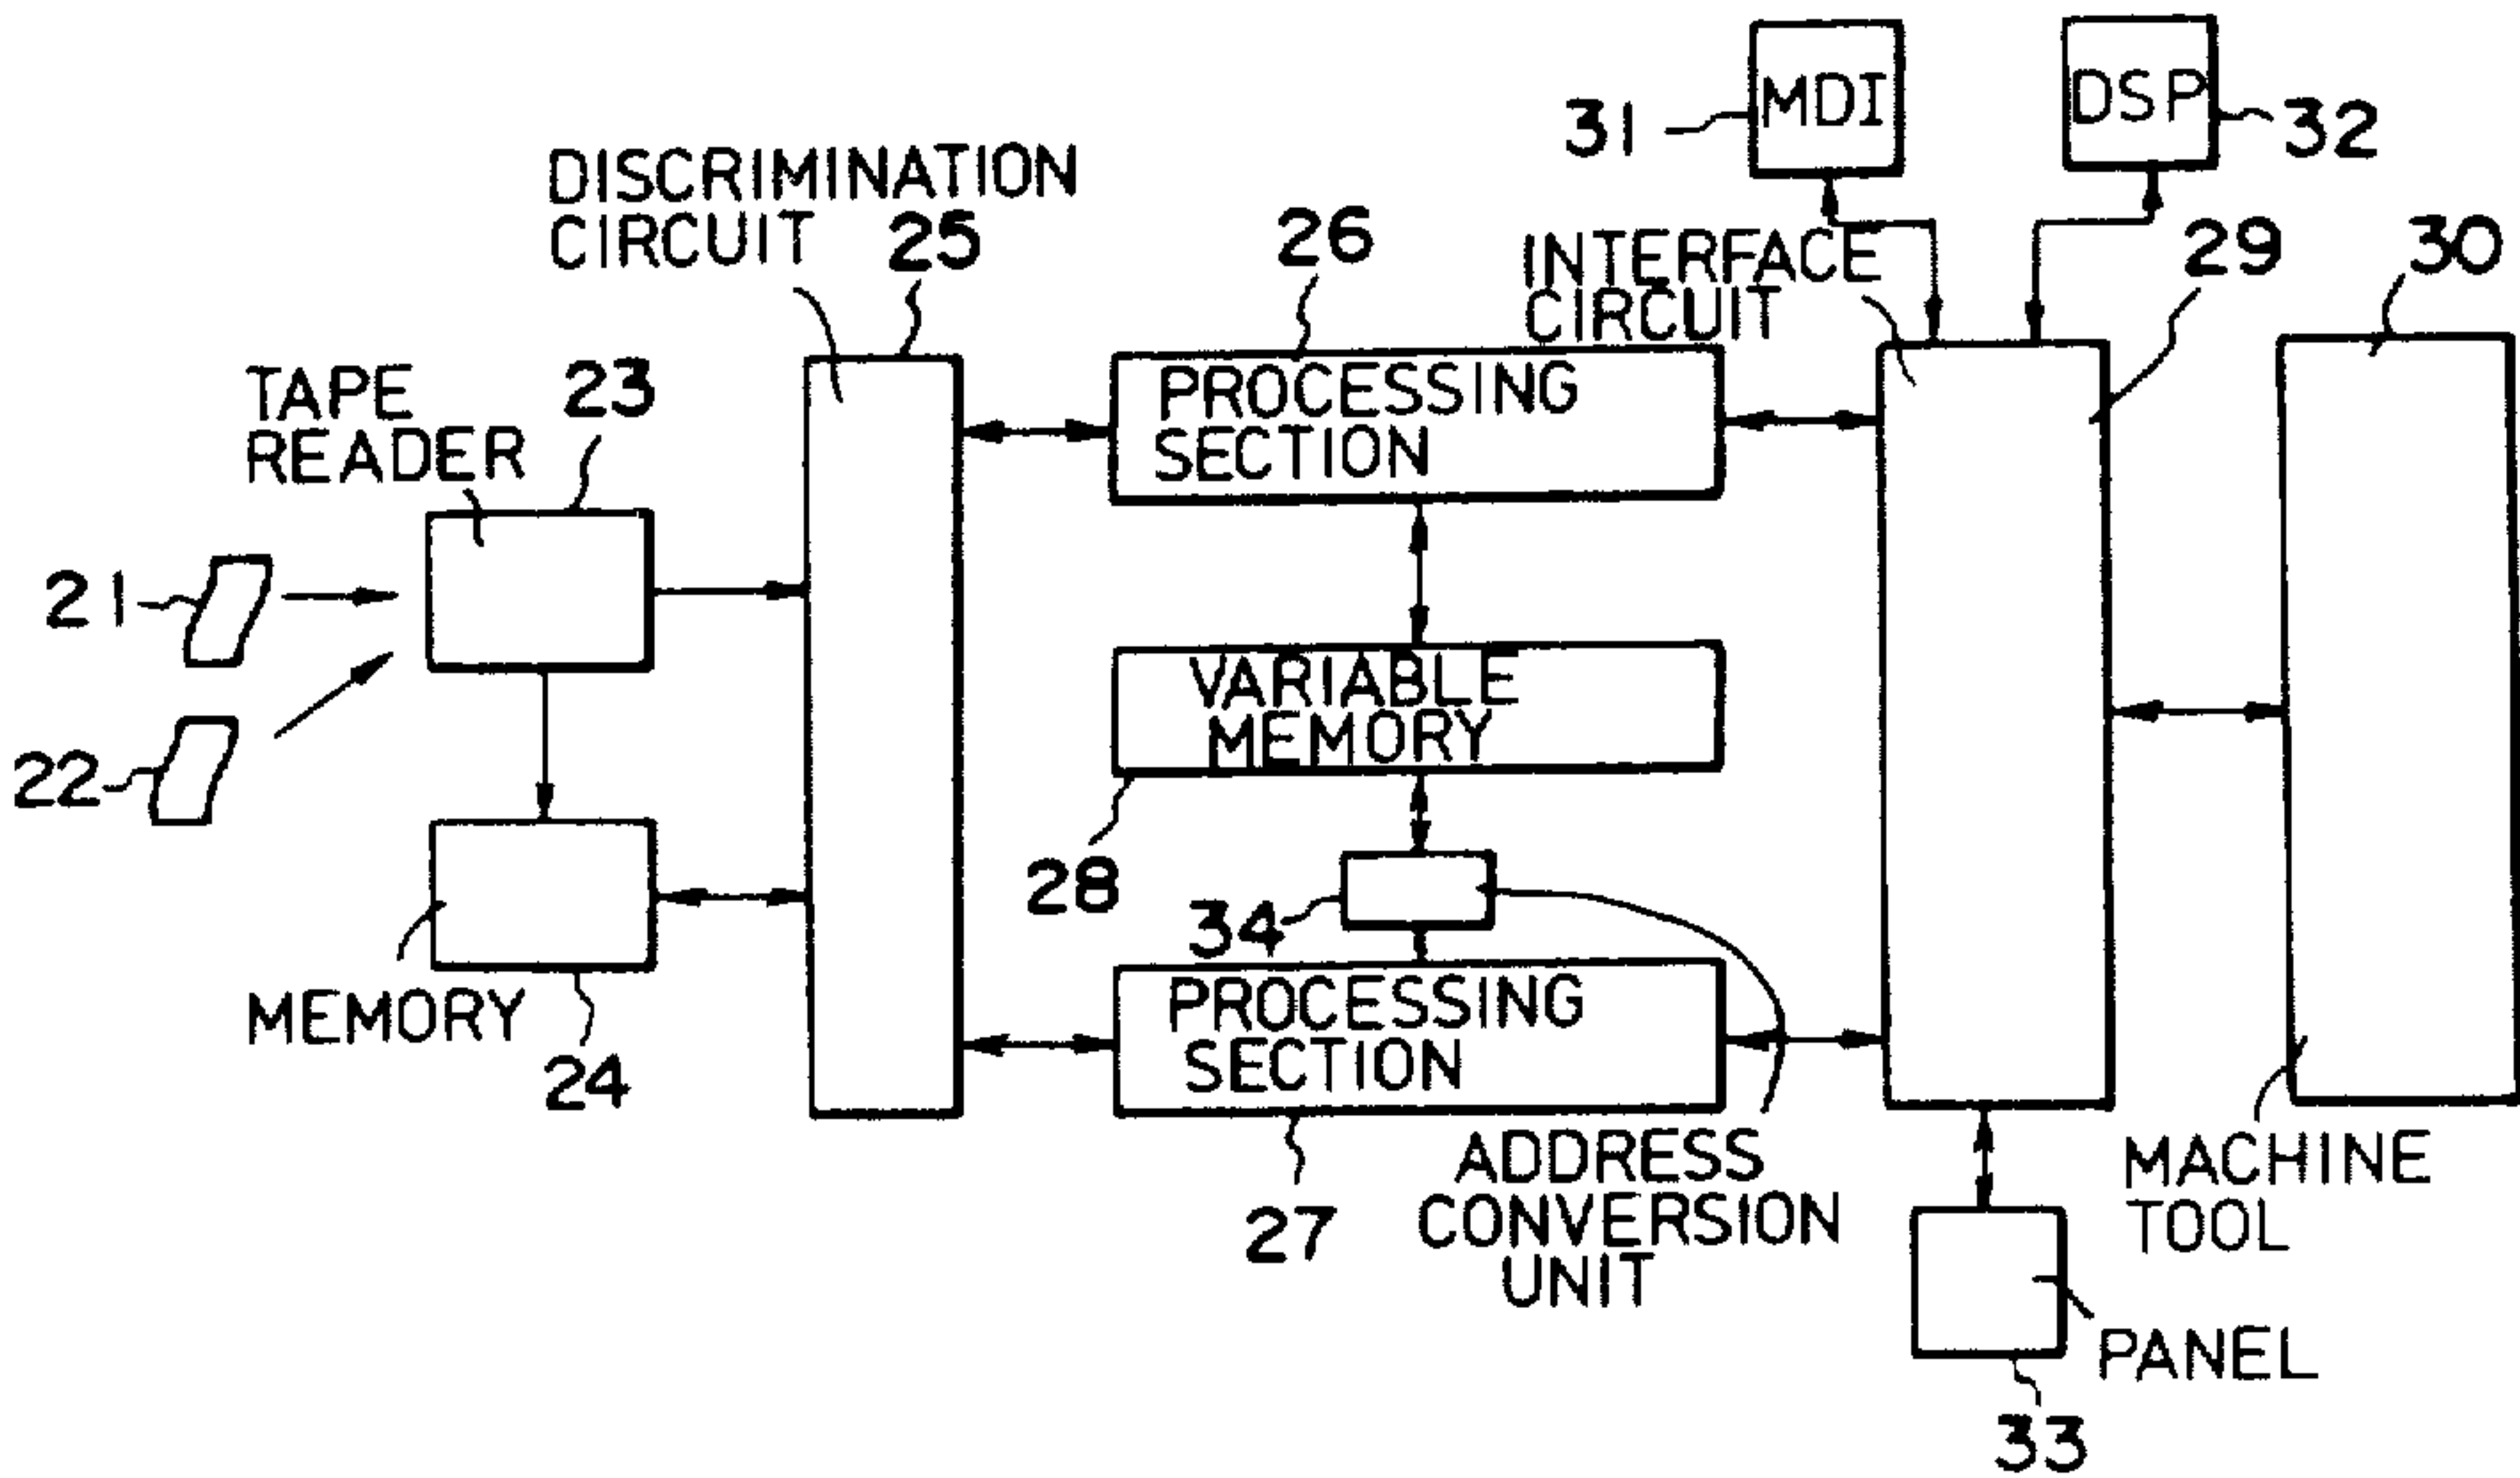 MDI
DSP
31
32
DISCRIMINATION
CIRCUIT
25
26
INTERFACE
CIRCUIT
29
30
TAPE
READER
23
PROCESSING
SECTION
21
22
VARIABLE
MEMORY
28
34
MEMORY
24
PROCESSING
SECTION
27
ADDRESS
CONVERSION
UNIT
MACHINE
TOOL
PANEL
33